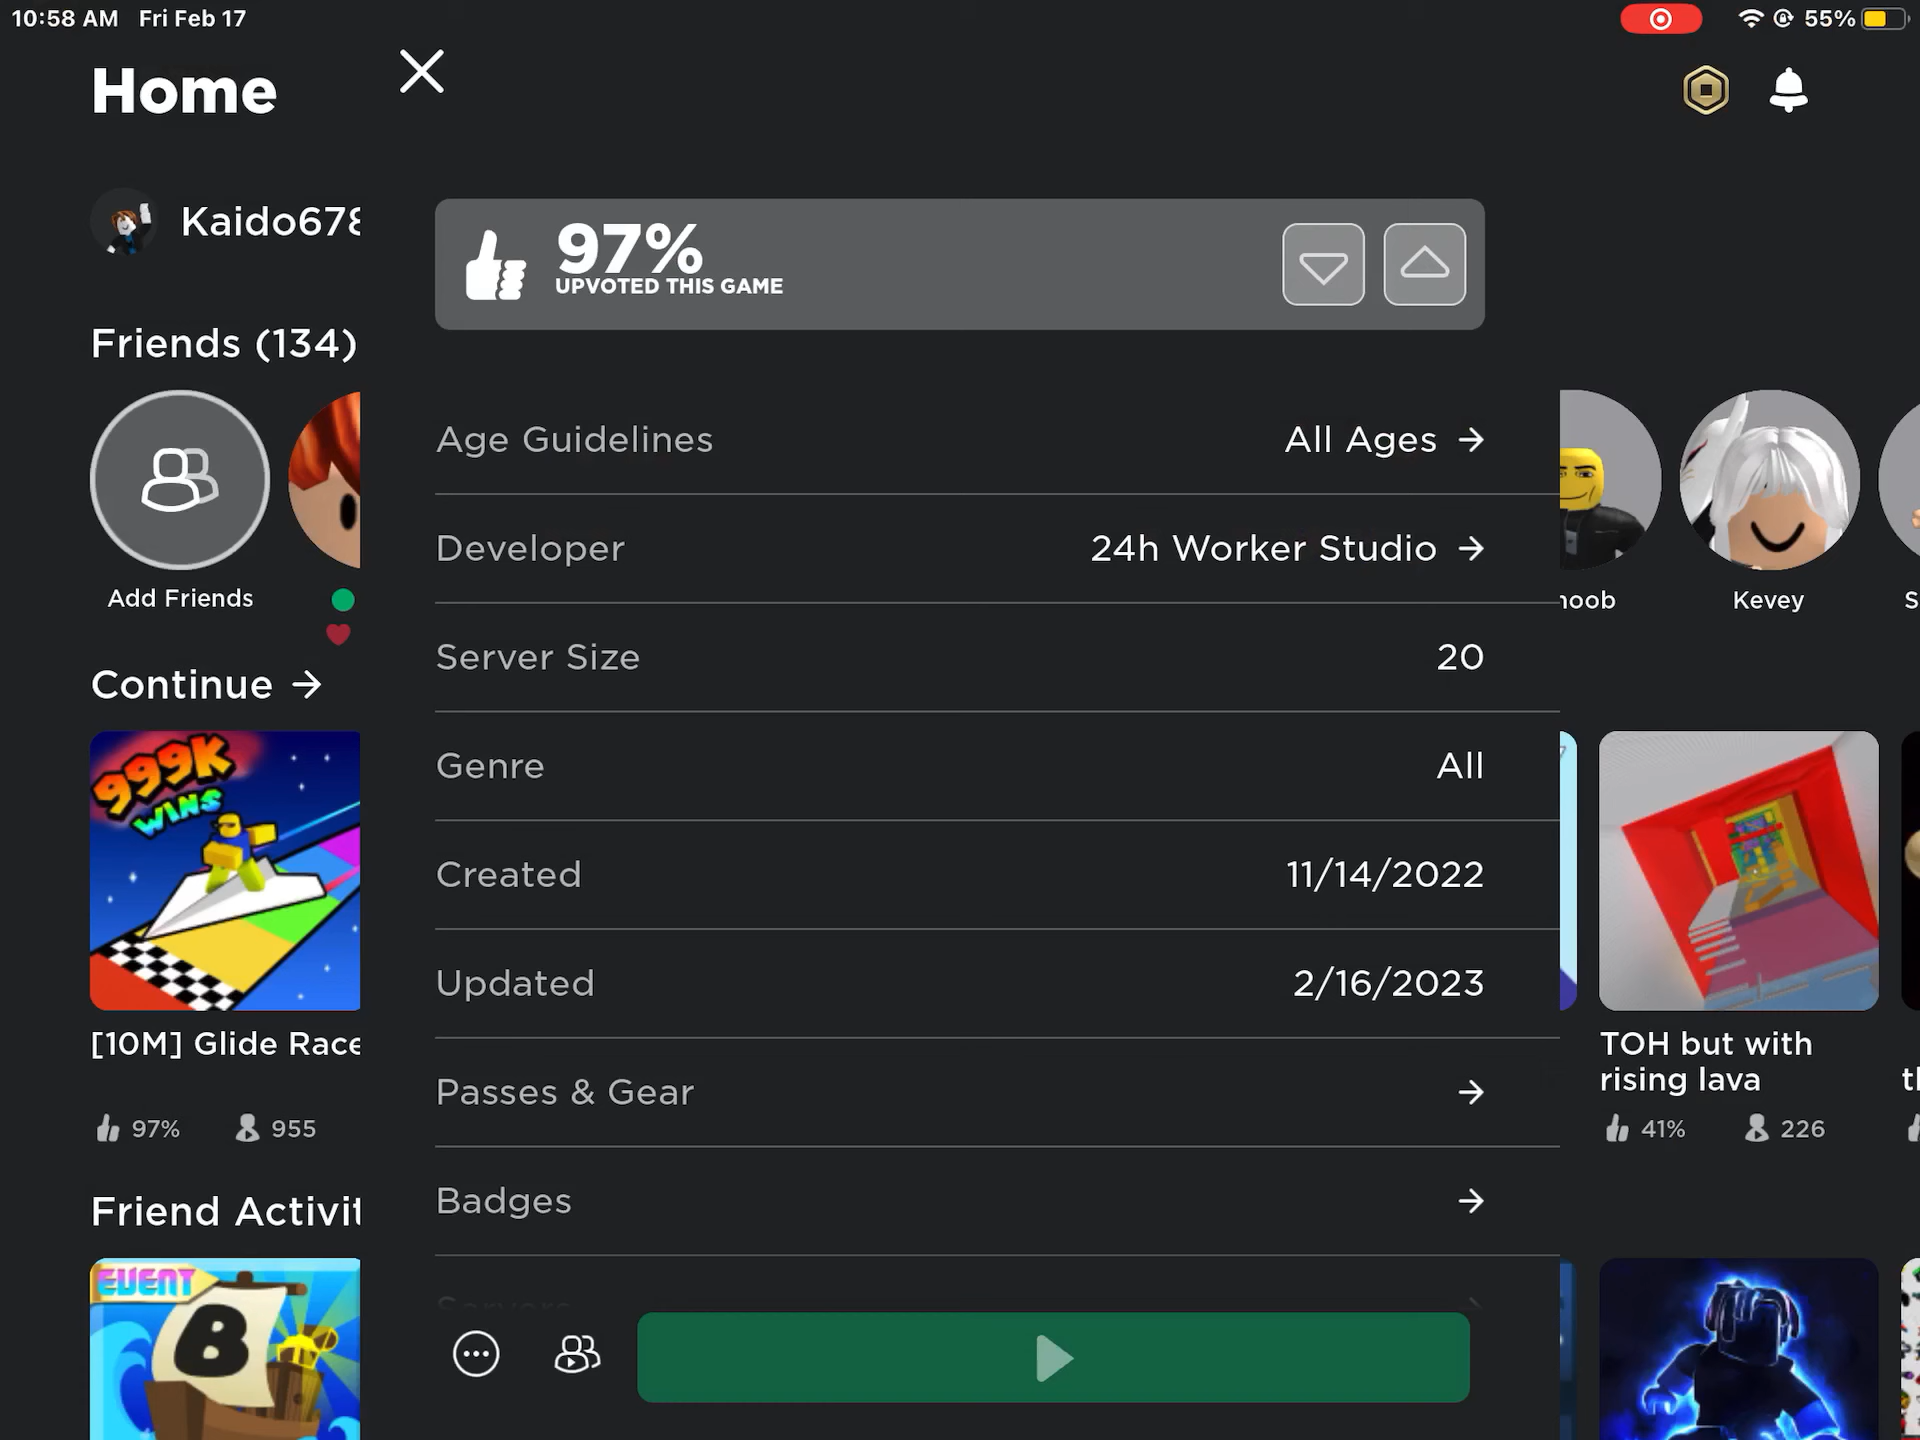 10:58 AM Fri Feb 17
55%
Home
Kaido678
97%
UPVOTED THIS GAME
Friends (134)
Add Friends
noob
Kevey
S
Age Guidelines
All Ages
Developer
24h Worker Studio
Server Size
20
Genre
All
Created
11/14/2022
Updated
2/16/2023
Passes & Gear
Badges
Servers
Continue
999K
WINS
[10M] Glide Race
97%
955
TOH but with
rising lava
41%
226
Friend Activit
EVENT
B